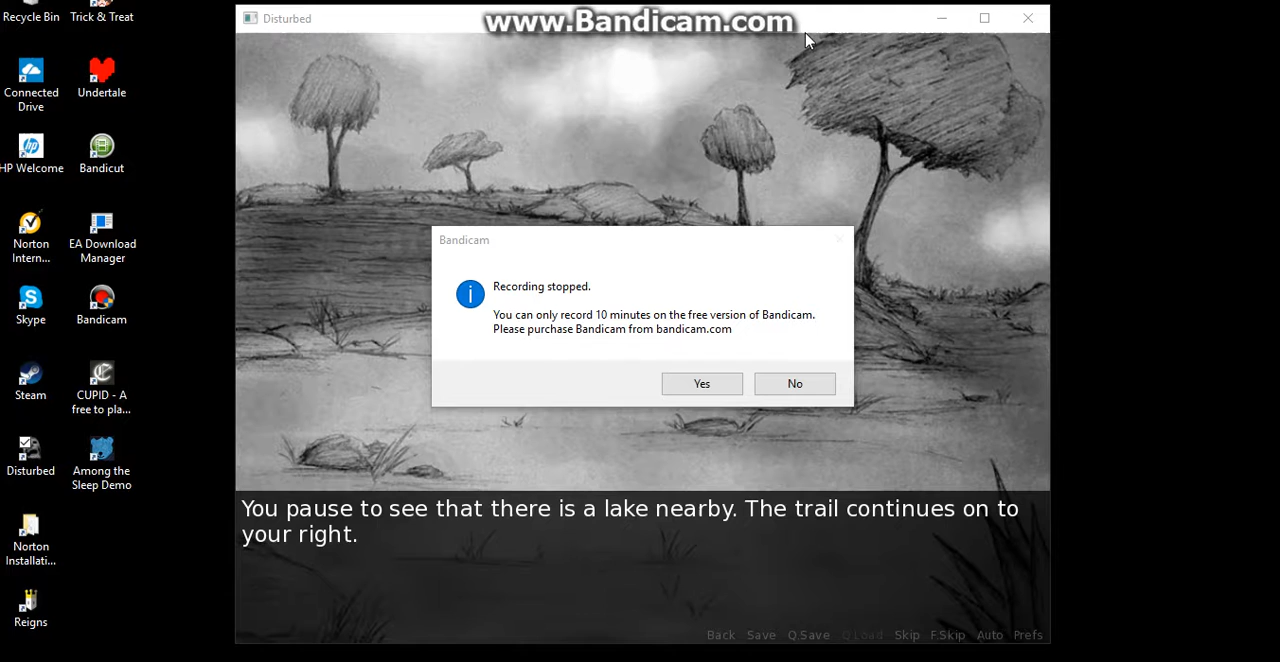 Recycle Bin
Trick & Treat
Connected
Drive
Undertale
HP Welcome
Bandicut
Norton
Intern...
EA Download
Manager
Skype
Bandicam
Steam
CUPID - A
free to pla...
Disturbed
Among the
Sleep Demo
Norton
Installati...
Reigns
Disturbed
www.Bandicam.com
Bandicam
Recording stopped.
You can only record 10 minutes on the free version of Bandicam.
Please purchase Bandicam from bandicam.com
Yes
No
You pause to see that there is a lake nearby. The trail continues on to
your right.
Back Save Q.Save Q.Load Skip F.Skip Auto Prefs